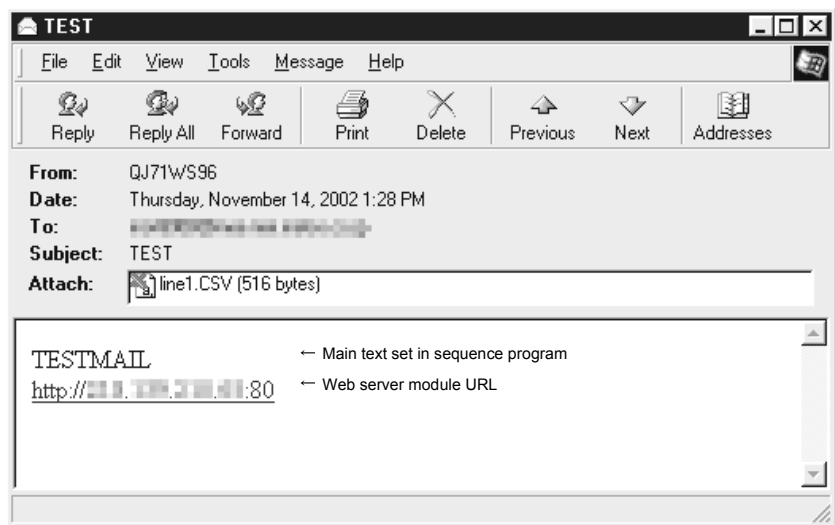 TEST
File Edit View Tools Message Help
Reply Reply All Forward Print Delete Previous Next Addresses
From: QJ71WS96
Date: Thursday, November 14, 2002 1:28 PM
To:
Subject: TEST
Attach: line1.CSV (516 bytes)
TESTMAIL ← Main text set in sequence program
http:// :80 ← Web server module URL